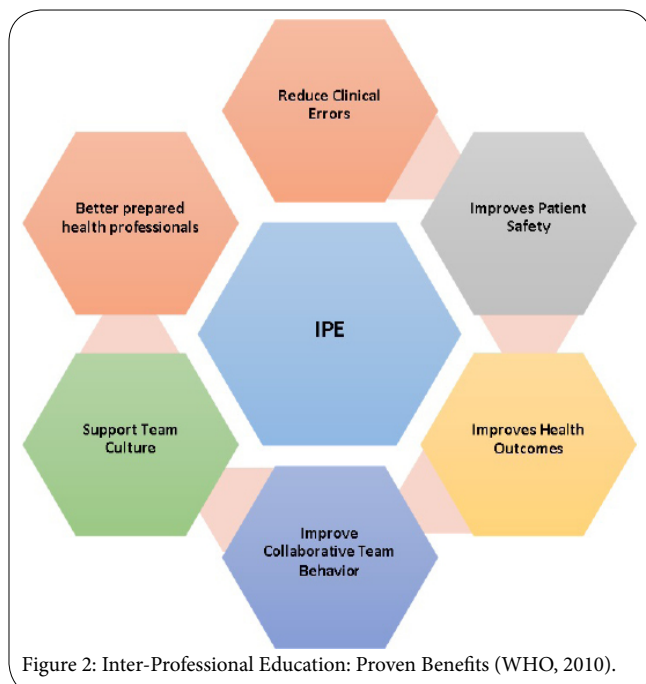 Reduce Clinical
Errors
Better prepared
health professionals
Improves Patient
Safety
IPE
Support Team
Culture
Improves Health
Outcomes
Improve
Collaborative Team
Behavior
Figure 2: Inter-Professional Education: Proven Benefits (WHO, 2010).